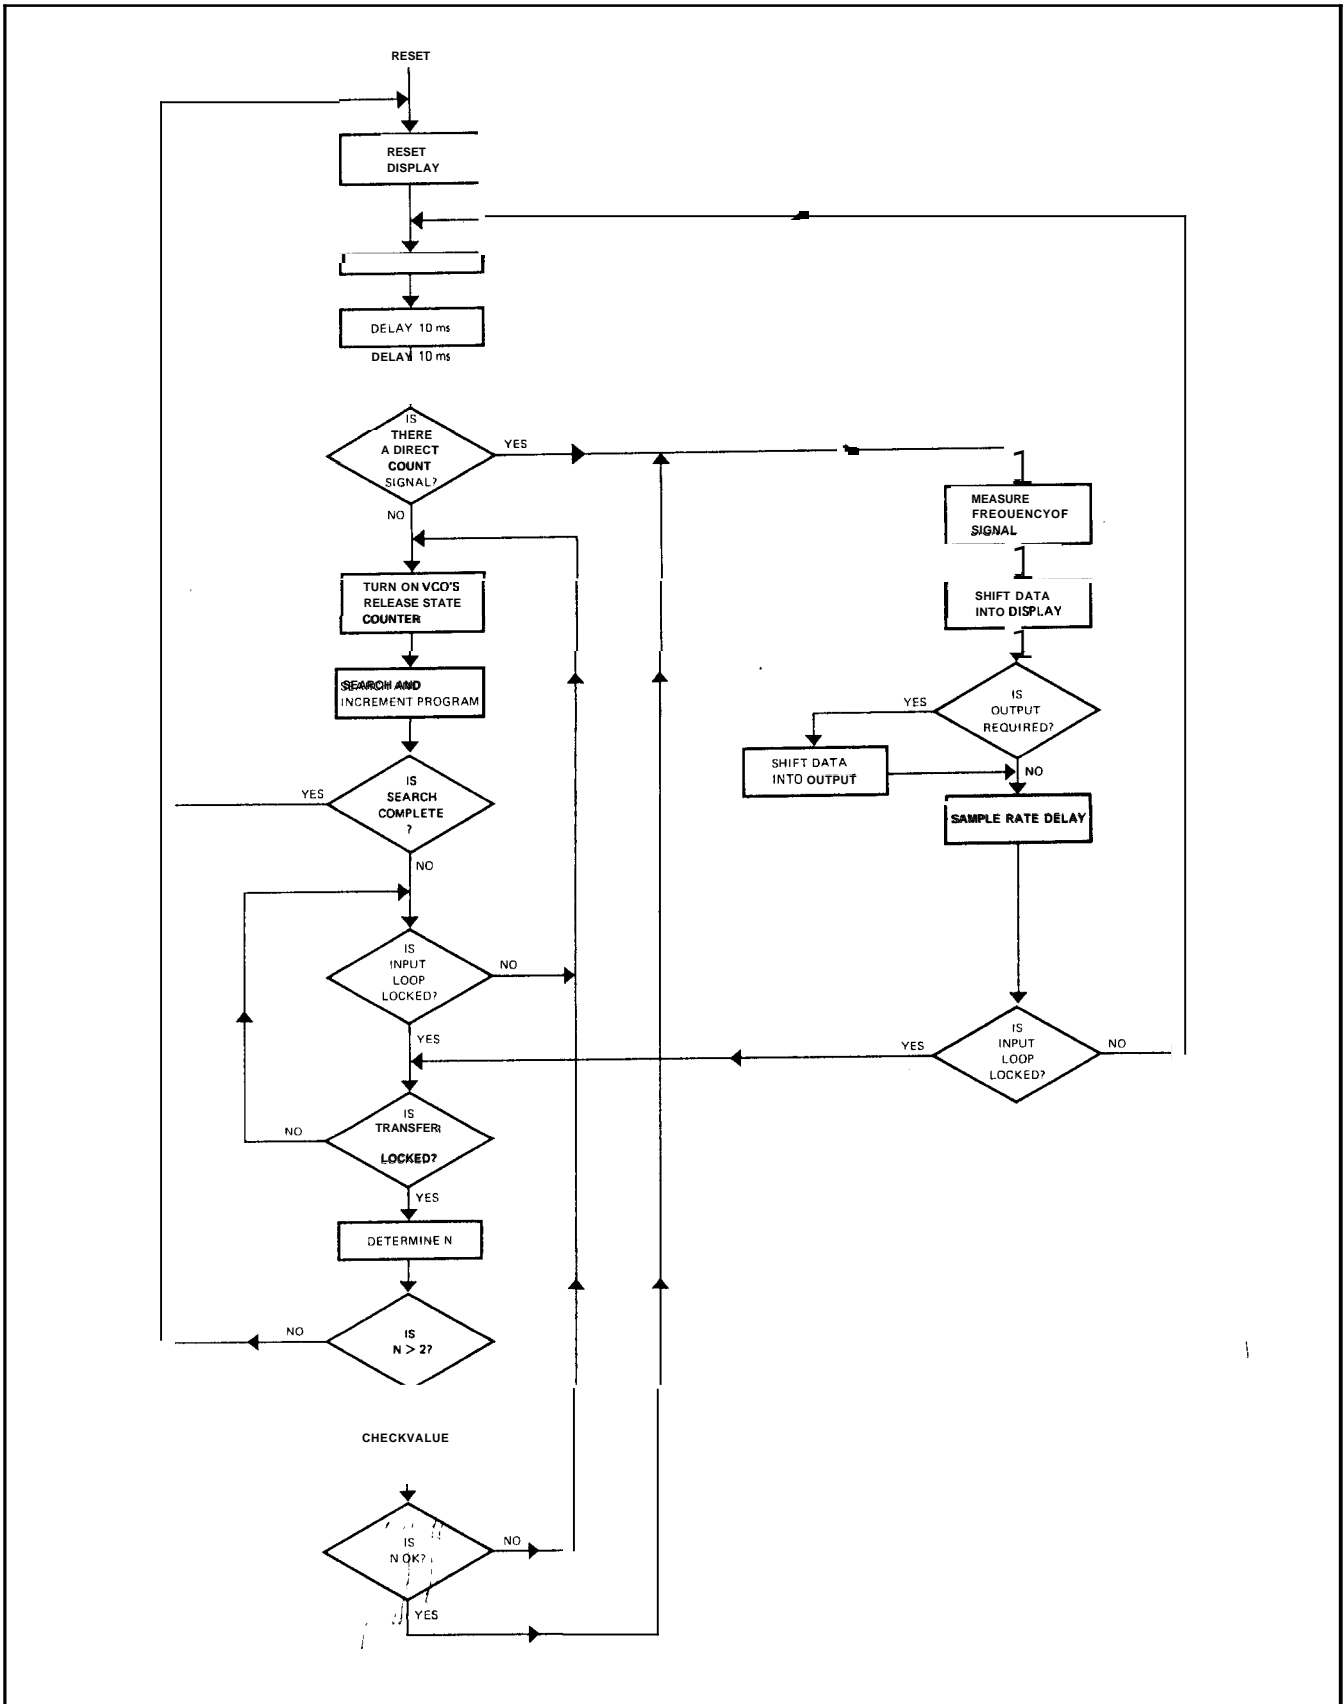 RESET
RESET
DISPLAY
DELAY 10 ms
DELAY 10 ms
IS
THERE
A DIRECT
COUNT
SIGNAL?
YES
NO
TURN ON VCO'S
RELEASE STATE
COUNTER
SEARCH AND
INCREMENT PROGRAM
IS
SEARCH
COMPLETE
?
YES
NO
IS
INPUT
LOOP
LOCKED?
NO
YES
IS
TRANSFER
LOCKED?
NO
YES
DETERMINE N
IS
N > 2?
NO
CHECKVALUE
IS
N OK?
NO
YES
MEASURE
FREOUENCYOF
SIGNAL
SHIFT DATA
INTO DISPLAY
IS
OUTPUT
REQUIRED?
YES
NO
SHIFT DATA
INTO OUTPUT
SAMPLE RATE DELAY
IS
INPUT
LOOP
LOCKED?
YES
NO